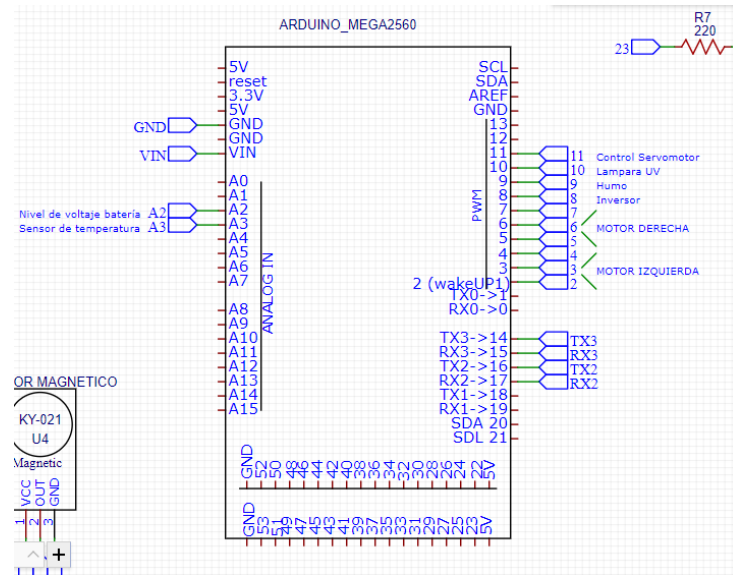 ARDUINO_MEGA2560
R7
220
23
5V
reset
3.3V
5V
GND
GND
VIN
GND
VIN
A0
A1
A2
A3
A4
A5
A6
A7
A8
A9
A10
A11
A12
A13
A14
A15
ANALOG IN
Nivel de voltaje batería A2
Sensor de temperatura A3
SCL
SDA
AREF
GND
13
12
11
10
9
8
7
6
5
4
3
2 (wakeUP1)
TX0->1
RX0->0
PWM
11 Control Servomotor
10 Lampara UV
9 Humo
8 Inversor
7
6 MOTOR DERECHA
5
4
3 MOTOR IZQUIERDA
2
TX3->14
RX3->15
TX2->16
RX2->17
TX1->18
RX1->19
SDA 20
SDL 21
TX3
RX3
TX2
RX2
OR MAGNETICO
KY-021
U4
Magnetic
VCC
OUT
GND
1
2
3
GND 52 50 48 46 44 42 40 38 36 34 32 30 28 26 24 22 5V
GND 53 51 49 47 45 43 41 39 37 35 33 31 29 27 25 23 5V